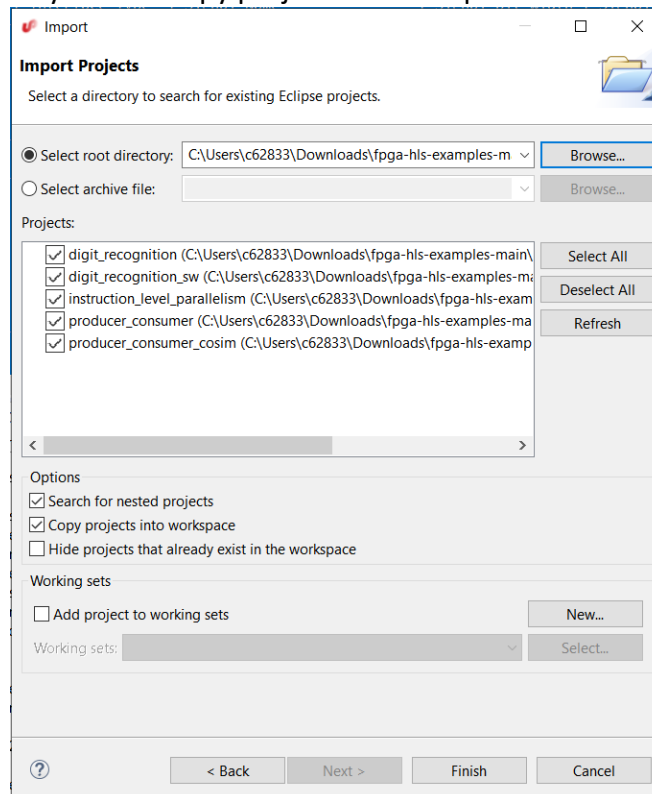 Import
Import Projects
Select a directory to search for existing Eclipse projects.
Select root directory: C:\Users\c62833\Downloads\fpga-hls-examples-m Browse...
Select archive file: Browse...
Projects:
digit_recognition (C:\Users\c62833\Downloads\fpga-hls-examples-main\ Select All
digit_recognition_sw (C:\Users\c62833\Downloads\fpga-hls-examples-ma
Deselect All
instruction_level_parallelism (C:\Users\c62833\Downloads\fpga-hls-exam
producer_consumer (C:\Users\c62833\Downloads\fpga-hls-examples-ma Refresh
producer_consumer_cosim (C:\Users\c62833\Downloads\fpga-hls-examp
Options
Search for nested projects
Copy projects into workspace
Hide projects that already exist in the workspace
Working sets
Add project to working sets New...
Working sets: Select...
? < Back Next > Finish Cancel